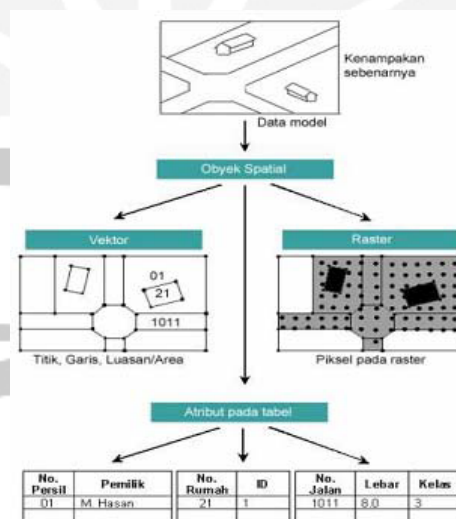 Kenampakan
sebenarnya
Data model
Obyek Spatial
Vektor
Raster
01
21
1011
Titik, Garis, Luasan/Area
Piksel pada raster
Atribut pada tabel
No. Persil Pemilik No. Rumah ID No. Jalan Lebar Kelas
01 M. Hasan 21 1 1011 8.0 3